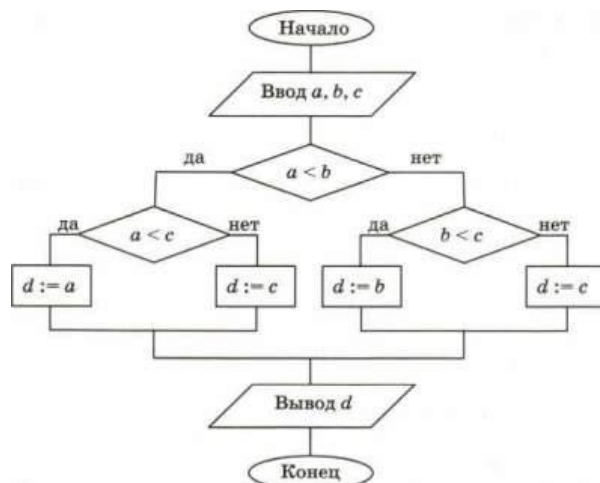 Начало
Ввод a, b, c
да нет
a < b
да a < c нет да b < c нет
d := a d := c d := b d := c
Вывод d
Конец